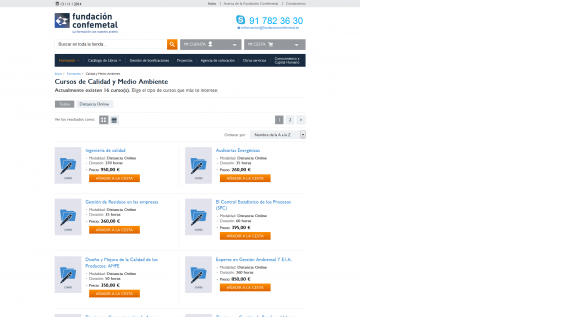 Inicio | Acerca de la Fundación Confemetal | Contáctenos
fundación
confemetal
La formación con nuestro acento
91 782 36 30
informacion@fundacionconfemetal.es
Buscar en toda la tienda...
MI CUENTA
MI CESTA
Formación
Catálogo de Libros
Gestión de bonificaciones
Proyectos
Agencia de colocación
Otros servicios
Conocimiento y
Capital Humano
Inicio | Formación | Calidad y Medio Ambiente
Cursos de Calidad y Medio Ambiente
Actualmente existen 16 curso(s). Elige el tipo de cursos que más te interese:
Todos
Distancia Online
Ver los resultados como:
1
2
Ordenar por:
Nombre de la A a la Z
Ingeniería de calidad
- Modalidad: Distancia Online
- Precio: 950,00 €
AÑADIR A LA CESTA
Auditorías Energéticas
- Modalidad: Distancia Online
- Duración: 35 horas
- Precio: 260,00 €
AÑADIR A LA CESTA
Gestión de Residuos en las empresas
- Modalidad: Distancia Online
- Duración: 35 horas
- Precio: 260,00 €
AÑADIR A LA CESTA
El Control Estadístico de los Procesos
(SPC)
- Modalidad: Distancia Online
- Duración: 60 horas
- Precio: 395,00 €
AÑADIR A LA CESTA
Diseño y Mejora de la Calidad de los
Productos: AMFE
- Modalidad: Distancia Online
- Duración: 50 horas
- Precio: 350,00 €
AÑADIR A LA CESTA
Experto en Gestión Ambiental Y E.I.A.
- Modalidad: Distancia Online
- Duración: 360 horas
- Precio: 850,00 €
AÑADIR A LA CESTA